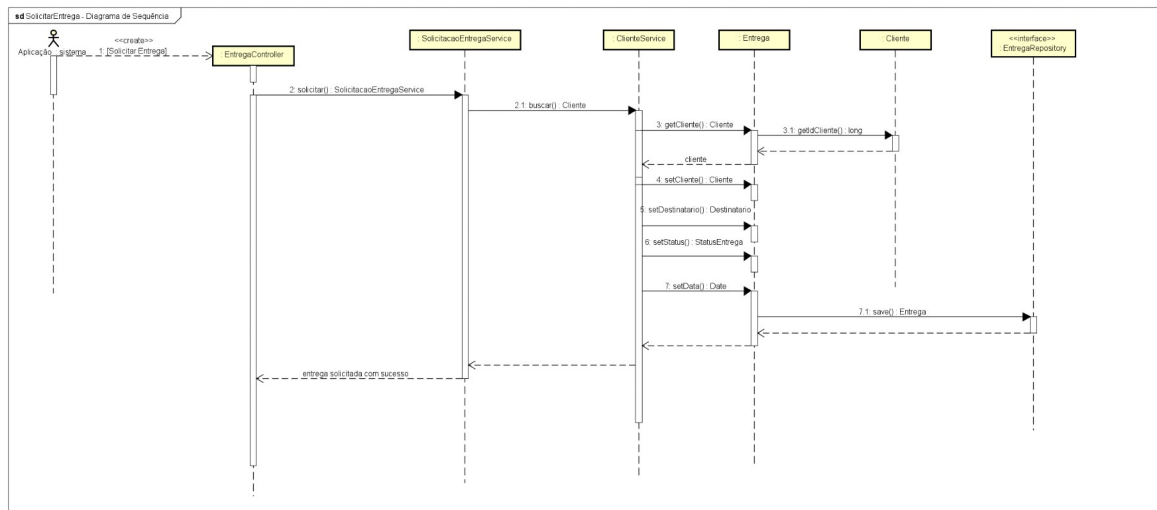 sd SolicitarEntrega - Diagrama de Sequência
<<create>>
Aplicação : sistema
1: [Solicitar Entrega]
EntregaController
: SolicitacaoEntregaService
: ClienteService
: Entrega
: Cliente
<<interface>>
: EntregaRepository
2: solicitar() : SolicitacaoEntregaService
2.1: buscar() : Cliente
3: getCliente() : Cliente
3.1: getIdCliente() : long
cliente
4: setCliente() : Cliente
5: setDestinatario() : Destinatario
6: setStatus() : StatusEntrega
7: setData() : Date
7.1: save() : Entrega
entrega solicitada com sucesso